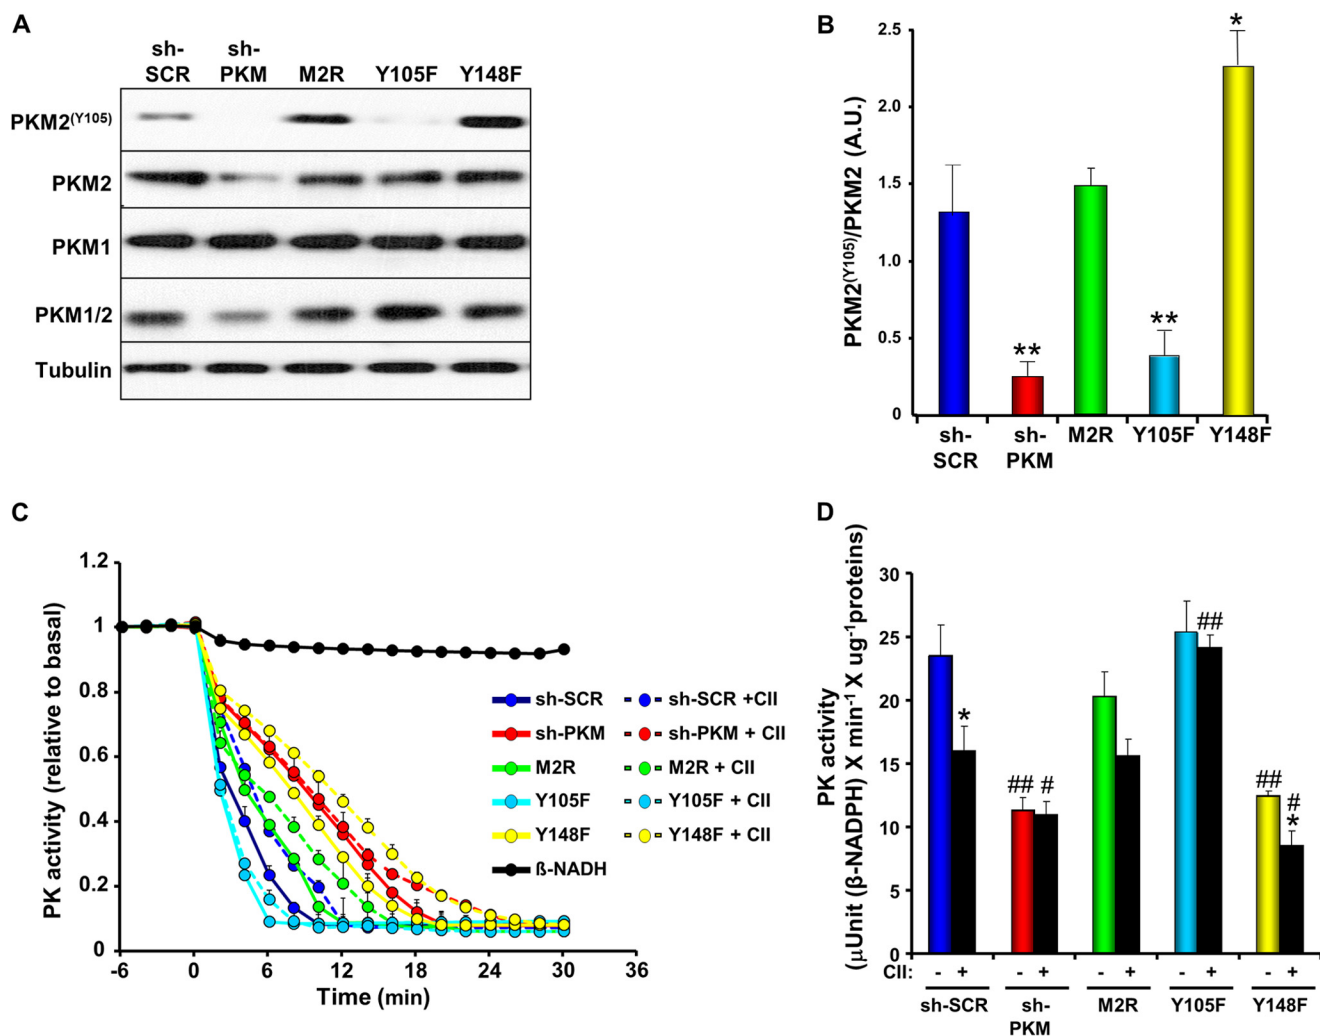 A
sh-
SCR
sh-
PKM
M2R
Y105F
Y148F
PKM2(Y105)
PKM2
PKM1
PKM1/2
Tubulin
B
PKM2(Y105)/PKM2 (A.U.)
2.5
2.0
1.5
1.0
0.5
0
*
**
**
sh-
SCR
sh-
PKM
M2R
Y105F
Y148F
C
PK activity (relative to basal)
1.2
1
0.8
0.6
0.4
0.2
0
-6
0
6
12
18
24
30
36
Time (min)
sh-SCR
sh-SCR +CII
sh-PKM
sh-PKM + CII
M2R
M2R + CII
Y105F
Y105F + CII
Y148F
Y148F + CII
ß-NADH
D
PK activity
(µUnit (β-NADPH) X min-1 X ug-1proteins)
30
25
20
15
10
5
0
*
##
#
##
##
#
*
CII:
-
+
-
+
-
+
-
+
-
+
sh-SCR
sh-
PKM
M2R
Y105F
Y148F